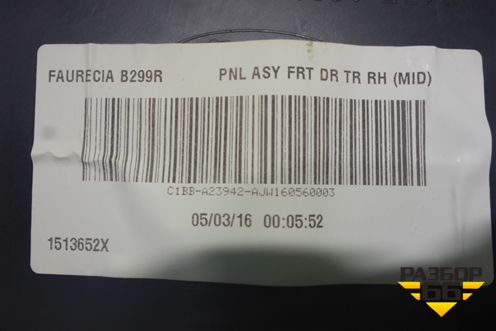 FAURECIA B299R
PNL ASY FRT DR TR RH (MID)
C1BB-A23942-AJW160560003
05/03/16 00:05:52
1513652X
РАЗБОР
66